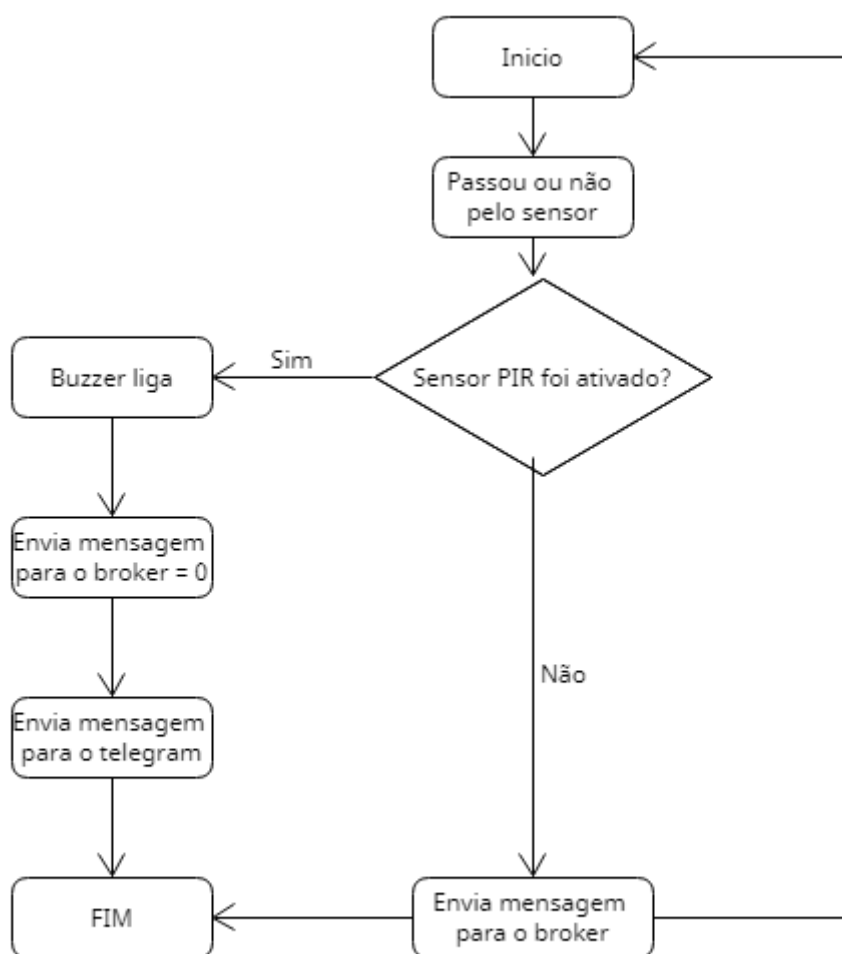 Inicio
Passou ou não
pelo sensor
Sensor PIR foi ativado?
Sim
Buzzer liga
Envia mensagem
para o broker = 0
Não
Envia mensagem
para o telegram
FIM
Envia mensagem
para o broker